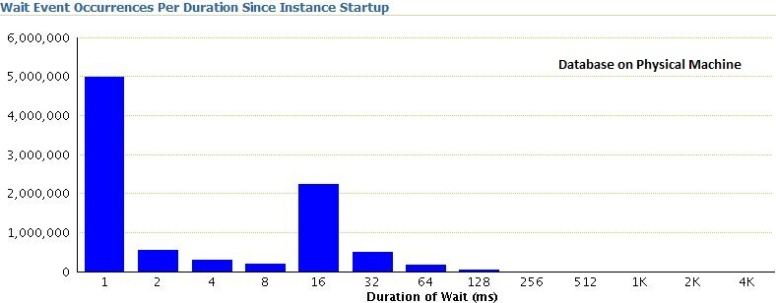 Wait Event Occurrences Per Duration Since Instance Startup
6,000,000
Database on Physical Machine
5,000,000
4,000,000
3,000,000
2,000,000
1,000,000
0
1 2 4 8 16 32 64 128 256 512 1K 2K 4K
Duration of Wait (ms)